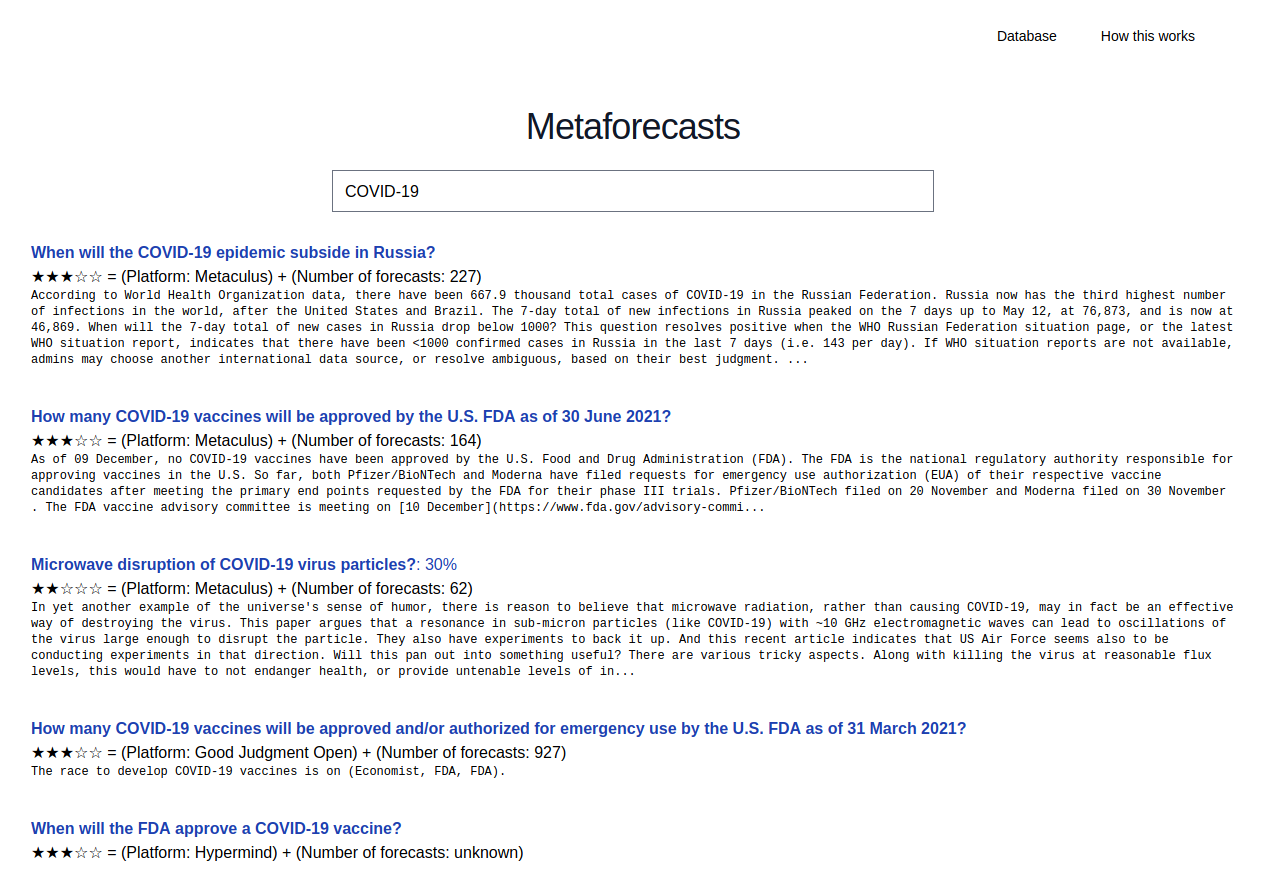 Database How this works
Metaforecasts
COVID-19
When will the COVID-19 epidemic subside in Russia?
★★★☆☆ = (Platform: Metaculus) + (Number of forecasts: 227)
According to World Health Organization data, there have been 667.9 thousand total cases of COVID-19 in the Russian Federation. Russia now has the third highest number
of infections in the world, after the United States and Brazil. The 7-day total of new infections in Russia peaked on the 7 days up to May 12, at 76,873, and is now at
46,869. When will the 7-day total of new cases in Russia drop below 1000? This question resolves positive when the WHO Russian Federation situation page, or the latest
WHO situation report, indicates that there have been <1000 confirmed cases in Russia in the last 7 days (i.e. 143 per day). If WHO situation reports are not available,
admins may choose another international data source, or resolve ambiguous, based on their best judgment. ...
How many COVID-19 vaccines will be approved by the U.S. FDA as of 30 June 2021?
★★★☆☆ = (Platform: Metaculus) + (Number of forecasts: 164)
As of 09 December, no COVID-19 vaccines have been approved by the U.S. Food and Drug Administration (FDA). The FDA is the national regulatory authority responsible for
approving vaccines in the U.S. So far, both Pfizer/BioNTech and Moderna have filed requests for emergency use authorization (EUA) of their respective vaccine
candidates after meeting the primary end points requested by the FDA for their phase III trials. Pfizer/BioNTech filed on 20 November and Moderna filed on 30 November
. The FDA vaccine advisory committee is meeting on [10 December](https://www.fda.gov/advisory-commi...
Microwave disruption of COVID-19 virus particles?: 30%
★★☆☆☆ = (Platform: Metaculus) + (Number of forecasts: 62)
In yet another example of the universe's sense of humor, there is reason to believe that microwave radiation, rather than causing COVID-19, may in fact be an effective
way of destroying the virus. This paper argues that a resonance in sub-micron particles (like COVID-19) with ~10 GHz electromagnetic waves can lead to oscillations of
the virus large enough to disrupt the particle. They also have experiments to back it up. And this recent article indicates that US Air Force seems also to be
conducting experiments in that direction. Will this pan out into something useful? There are various tricky aspects. Along with killing the virus at reasonable flux
levels, this would have to not endanger health, or provide untenable levels of in...
How many COVID-19 vaccines will be approved and/or authorized for emergency use by the U.S. FDA as of 31 March 2021?
★★★☆☆ = (Platform: Good Judgment Open) + (Number of forecasts: 927)
The race to develop COVID-19 vaccines is on (Economist, FDA, FDA).
When will the FDA approve a COVID-19 vaccine?
★★★☆☆ = (Platform: Hypermind) + (Number of forecasts: unknown)